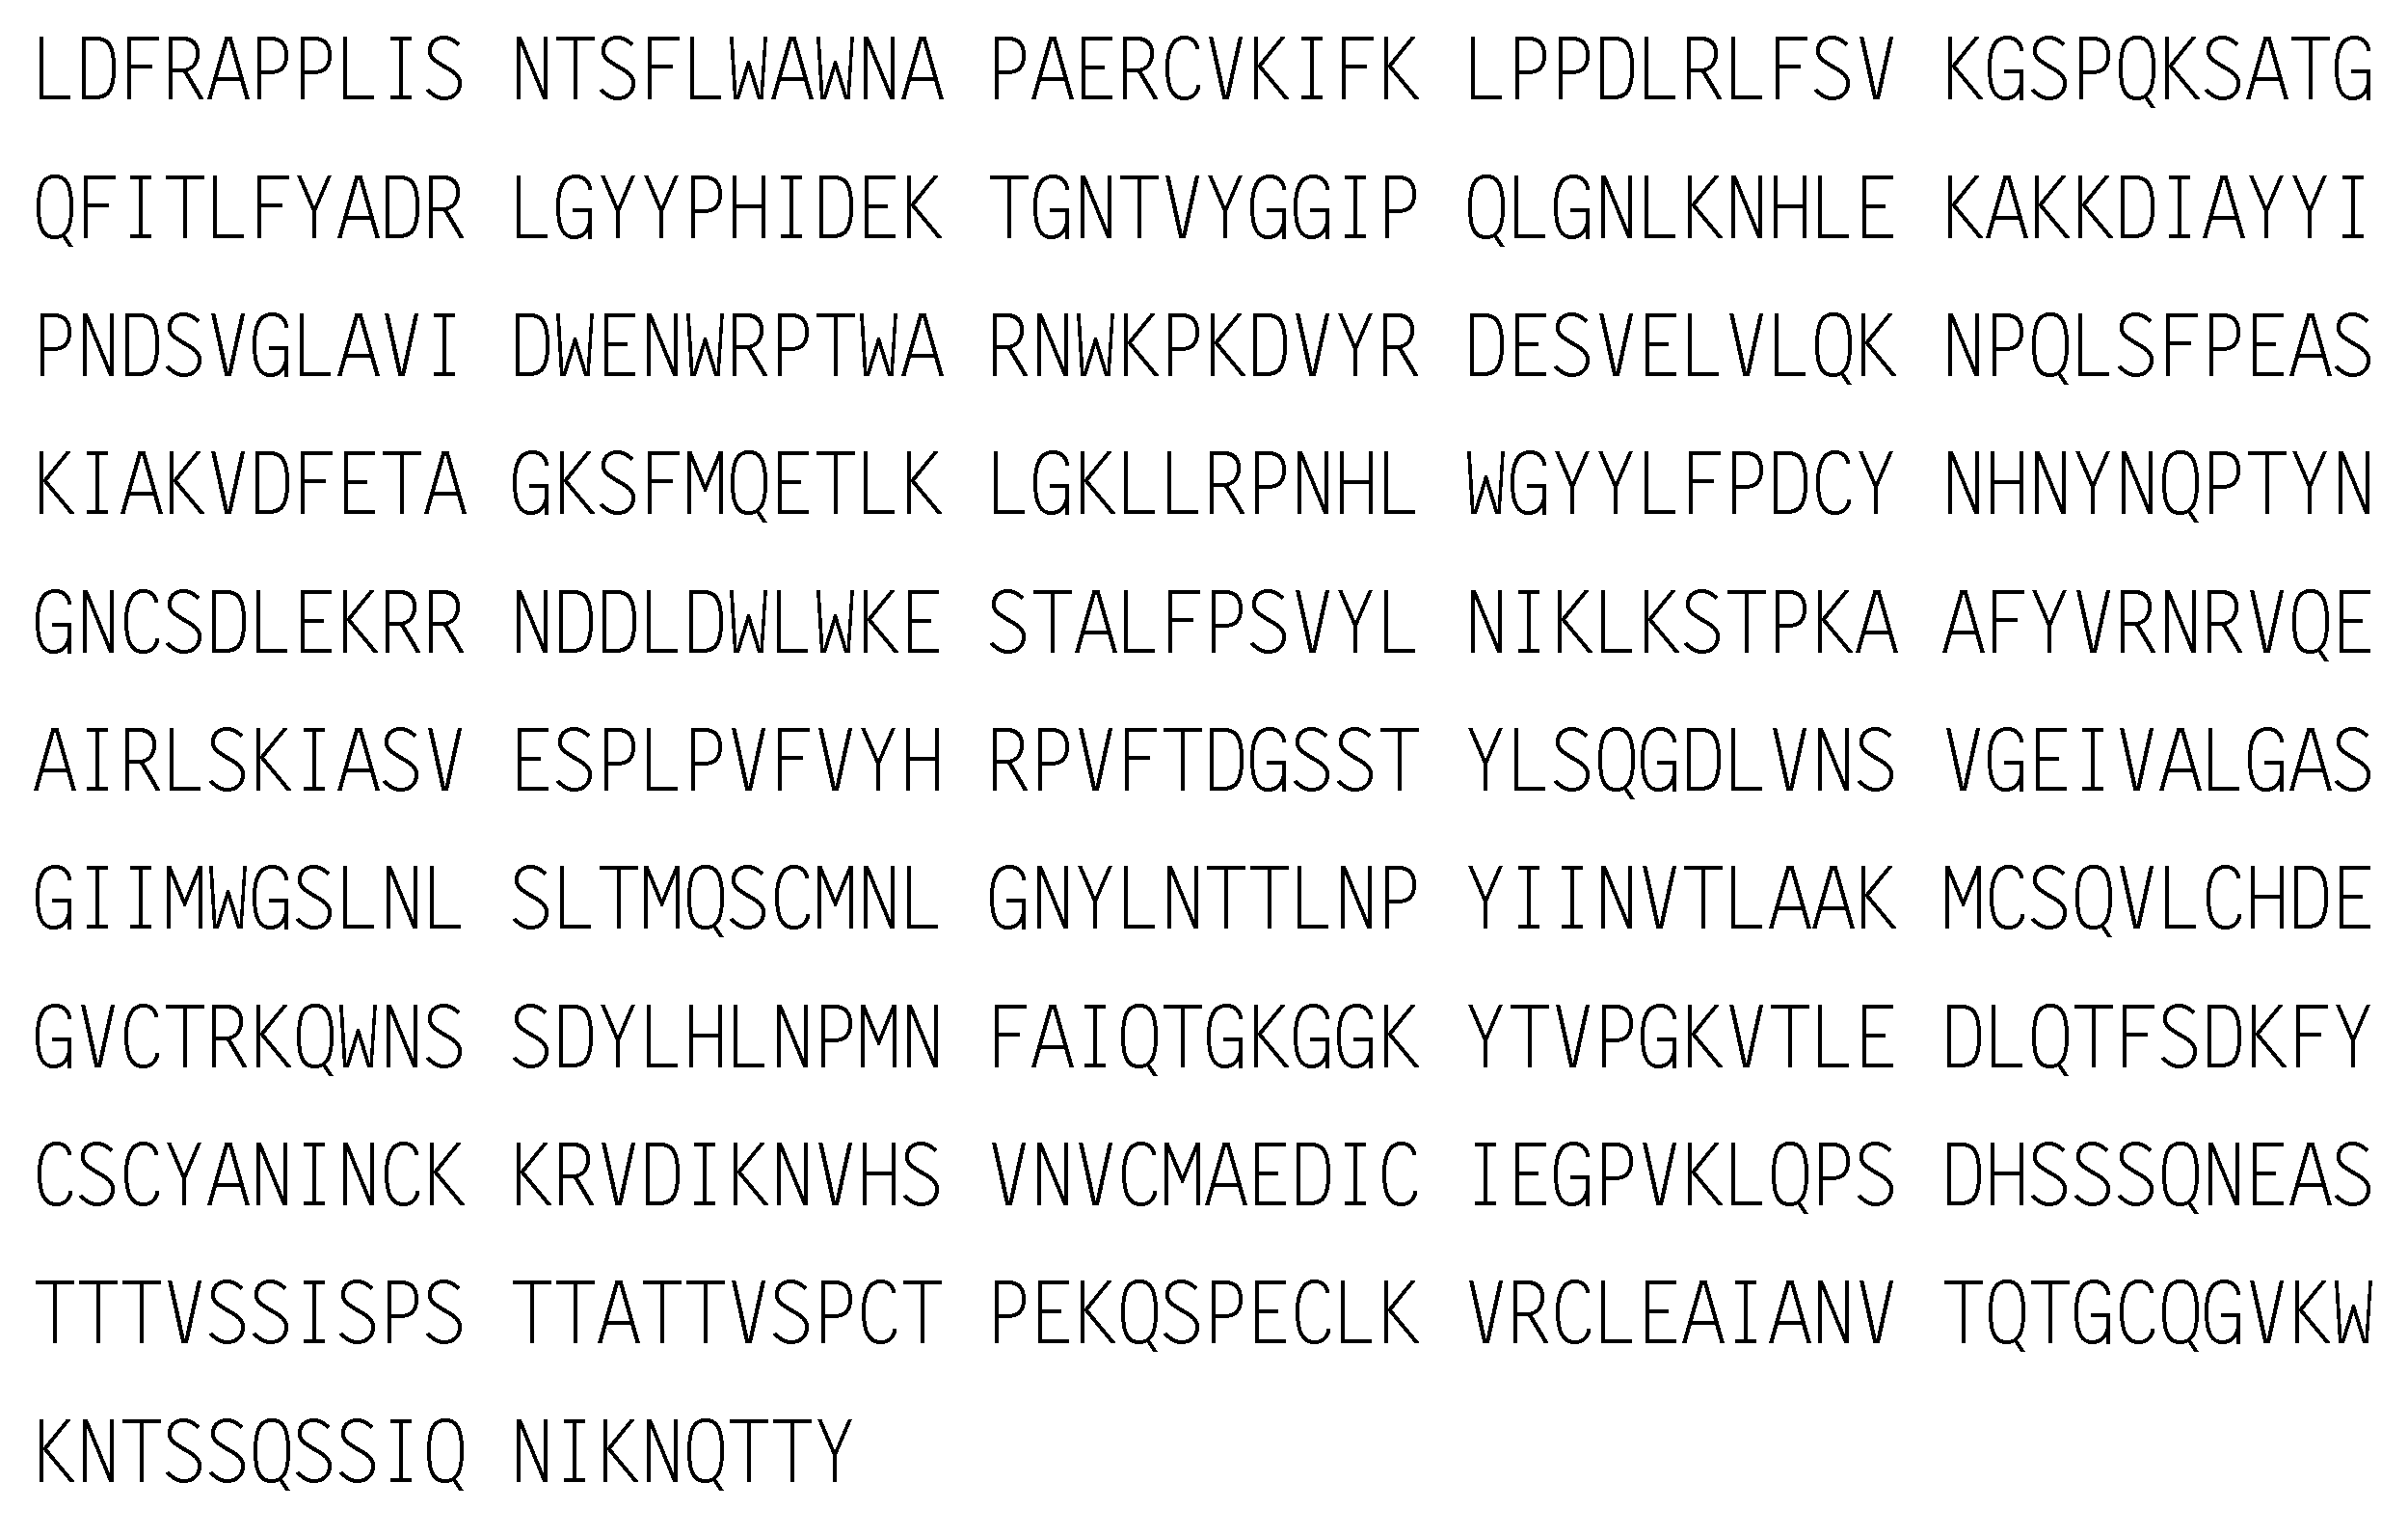 LDFRAPPLIS NTSFLWAWNA PAERCVKIFK LPPDLRLFSV KGSPQKSATG
QFITLFYADR LGYYPHIDEK TGNTVYGGIP QLGNLKNHLE KAKKDIAYYI
PNDSVGLAVI DWENWRPTWA RNWKPKDVYR DESVELVLQK NPQLSFPEAS
KIAKVDFETA GKSFMQETLK LGKLLRPNHL WGYYLFPDCY NHNYNQPTYN
GNCSDLEKRR NDDLDWLWKE STALFPSVYL NIKLKSTPKA AFYVRNRVQE
AIRLSKIASV ESPLPVFVYH RPVFTDGSST YLSQGDLVNS VGEIVALGAS
GIIMWGSLNL SLTMQSCMNL GNYLNTTLNP YIINVTLAAK MCSQVLCHDE
GVCTRKQWNS SDYLHLNPMN FAIQTGKGGK YTVPGKVTLE DLQTFSDKFY
CSCYANINCK KRVDIKNVHS VNVCMAEDIC IEGPVKLQPS DHSSSQNEAS
TTTVSSISPS TTATTVSPCT PEKQSPECLK VRCLEAIANV TQTGCQGVKW
KNTSSQSSIQ NIKNQTTY